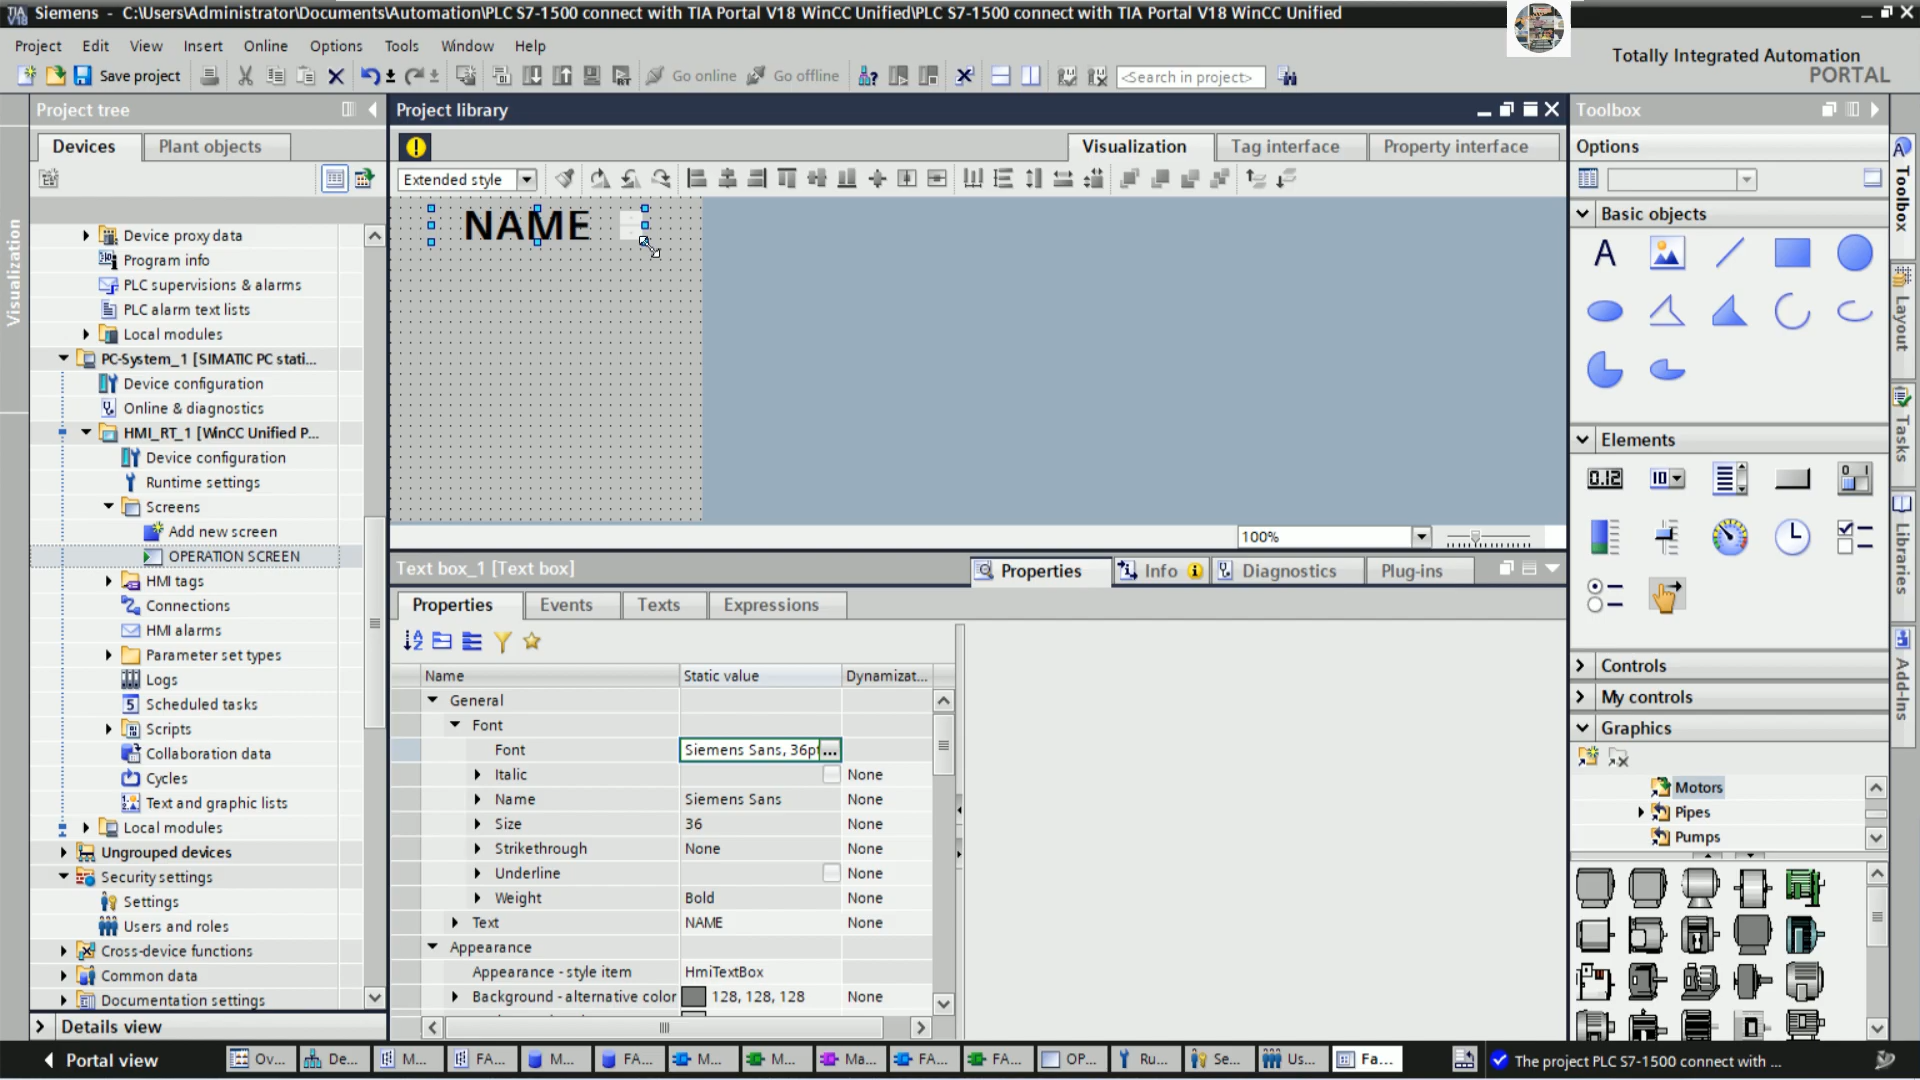 Siemens - C:\Users\Administrator\Documents\Automation\PLC S7-1500 connect with TIA Portal V18 WinCC Unified\PLC S7-1500 connect with TIA Portal V18 WinCC Unified
Project Edit View Insert Online Options Tools Window Help
Totally Integrated Automation
PORTAL
Save project
Go online
Go offline
<Search in project>
Project tree
Project library
Toolbox
Devices
Plant objects
Visualization
Tag interface
Property interface
Options
Extended style
Visualization
Device proxy data
Program info
PLC supervisions & alarms
PLC alarm text lists
Local modules
PC-System_1 [SIMATIC PC stati...
Device configuration
Online & diagnostics
HMI_RT_1 [WinCC Unified P...
Device configuration
Runtime settings
Screens
Add new screen
OPERATION SCREEN
HMI tags
Connections
HMI alarms
Parameter set types
Logs
Scheduled tasks
Scripts
Collaboration data
Cycles
Text and graphic lists
Local modules
Ungrouped devices
Security settings
Settings
Users and roles
Cross-device functions
Common data
Documentation settings
Details view
NAME
100%
Text box_1 [Text box]
Properties
Info
Diagnostics
Plug-ins
Properties
Events
Texts
Expressions
Name Static value Dynamizat...
General
Font
Font Siemens Sans, 36pt ...
Italic None
Name Siemens Sans None
Size 36 None
Strikethrough None None
Underline None
Weight Bold None
Text NAME None
Appearance
Appearance - style item HmiTextBox
Background - alternative color 128, 128, 128 None
Basic objects
A
Elements
0.12
10
0 1
Controls
My controls
Graphics
Motors
Pipes
Pumps
Toolbox
Layout
Tasks
Libraries
Add-Ins
Portal view
Ov...
De...
M...
FA...
M...
FA...
M...
M...
Ma...
FA...
FA...
OP...
Ru...
Se...
Us...
Fa...
The project PLC S7-1500 connect with ...